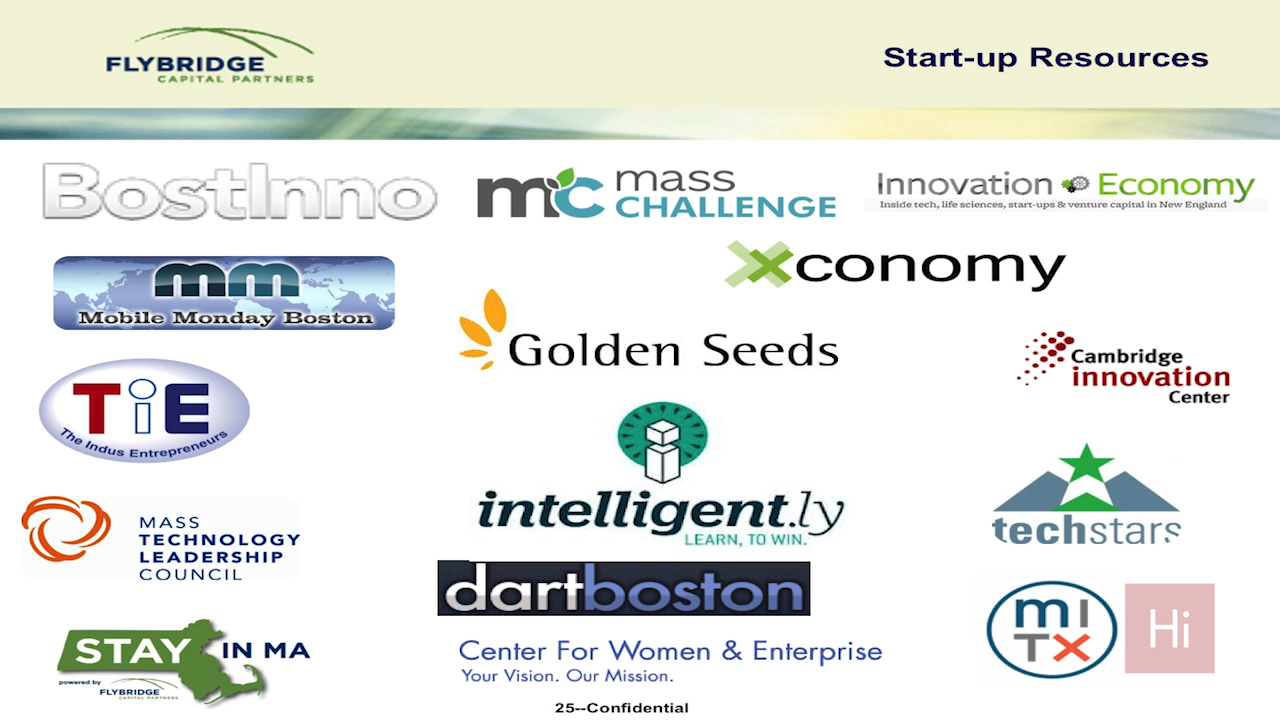 FLYBRIDGE
CAPITAL PARTNERS
Start-up Resources
BostInno
mc mass
CHALLENGE
Innovation Economy
Inside tech, life sciences, start-ups & venture capital in New England
Xconomy
mm
Mobile Monday Boston
Golden Seeds
Cambridge
innovation
Center
TiE
The Indus Entrepreneurs
intelligent.ly
LEARN, TO WIN.
techstars
MASS
TECHNOLOGY
LEADERSHIP
COUNCIL
dartboston
mI
TX
Hi
STAY IN MA
powered by
FLYBRIDGE
CAPITAL PARTNERS
Center For Women & Enterprise
Your Vision. Our Mission.
25--Confidential